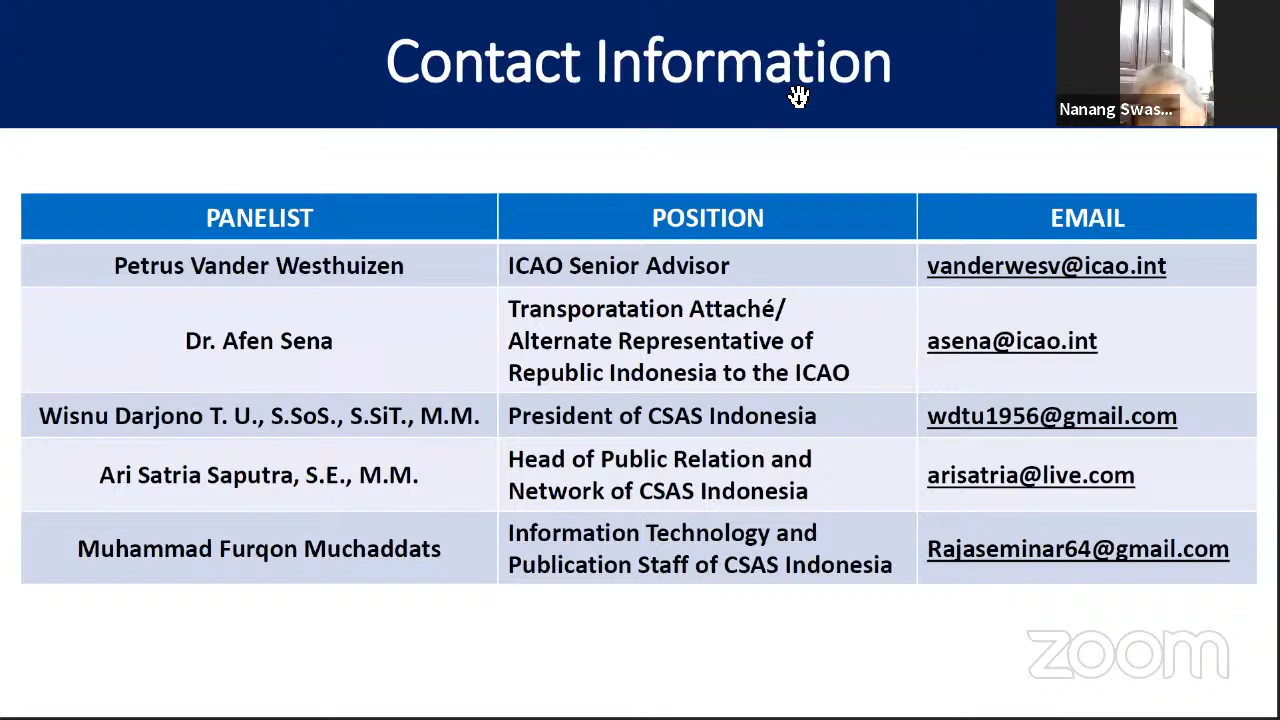 Contact Information
Nanang Swas...
PANELIST POSITION EMAIL
Petrus Vander Westhuizen ICAO Senior Advisor vanderwesv@icao.int
Dr. Afen Sena
Transporatation Attaché/
Alternate Representative of
Republic Indonesia to the ICAO
asena@icao.int
Wisnu Darjono T. U., S.SoS., S.SiT., M.M. President of CSAS Indonesia wdtu1956@gmail.com
Ari Satria Saputra, S.E., M.M.
Head of Public Relation and
Network of CSAS Indonesia
arisatria@live.com
Muhammad Furqon Muchaddats
Information Technology and
Publication Staff of CSAS Indonesia
Rajaseminar64@gmail.com
zoom